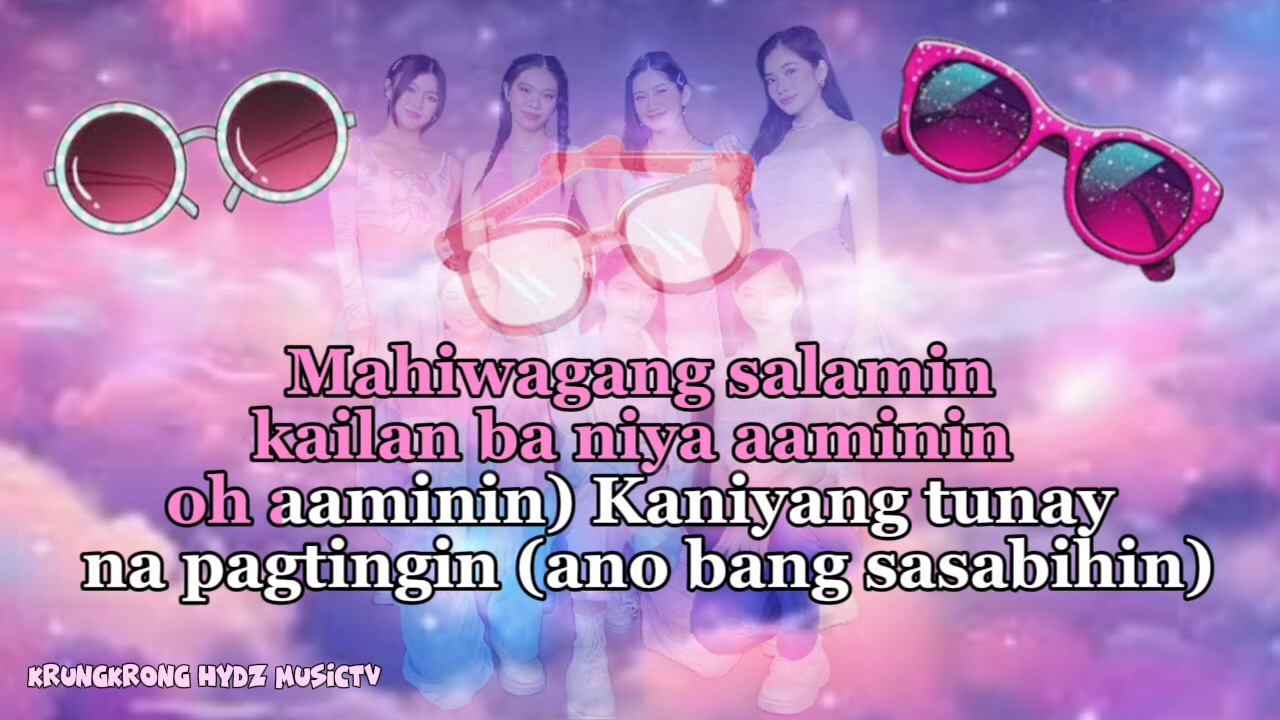 Mahiwagang salamin
kailan ba niya aaminin
oh aaminin) Kaniyang tunay
na pagtingin (ano bang sasabihin)
KRUNGKRONG HYDZ MUSICTV